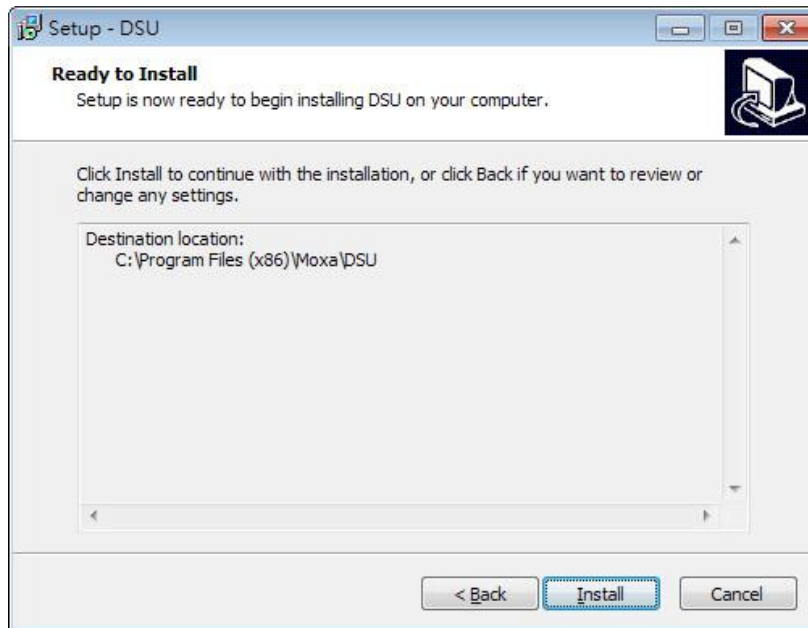 Setup - DSU
Ready to Install
Setup is now ready to begin installing DSU on your computer.
Click Install to continue with the installation, or click Back if you want to review or
change any settings.
Destination location:
C:\Program Files (x86)\Moxa\DSU
< Back
Install
Cancel